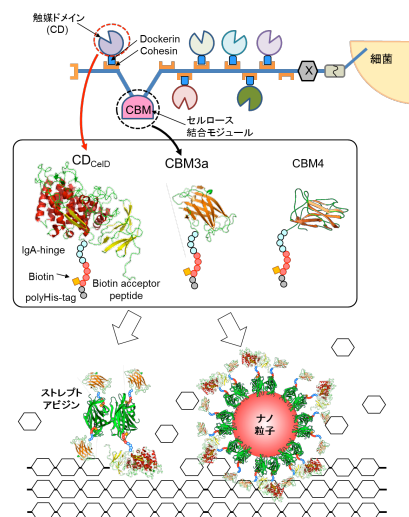 触媒ドメイン
(CD)
Dockerin
Cohesin
X
細菌
CBM
セルロース
結合モジュール
CDCelD
CBM3a
CBM4
IgA-hinge
Biotin
Biotin acceptor
peptide
polyHis-tag
ストレプト
アビジン
ナノ
粒子